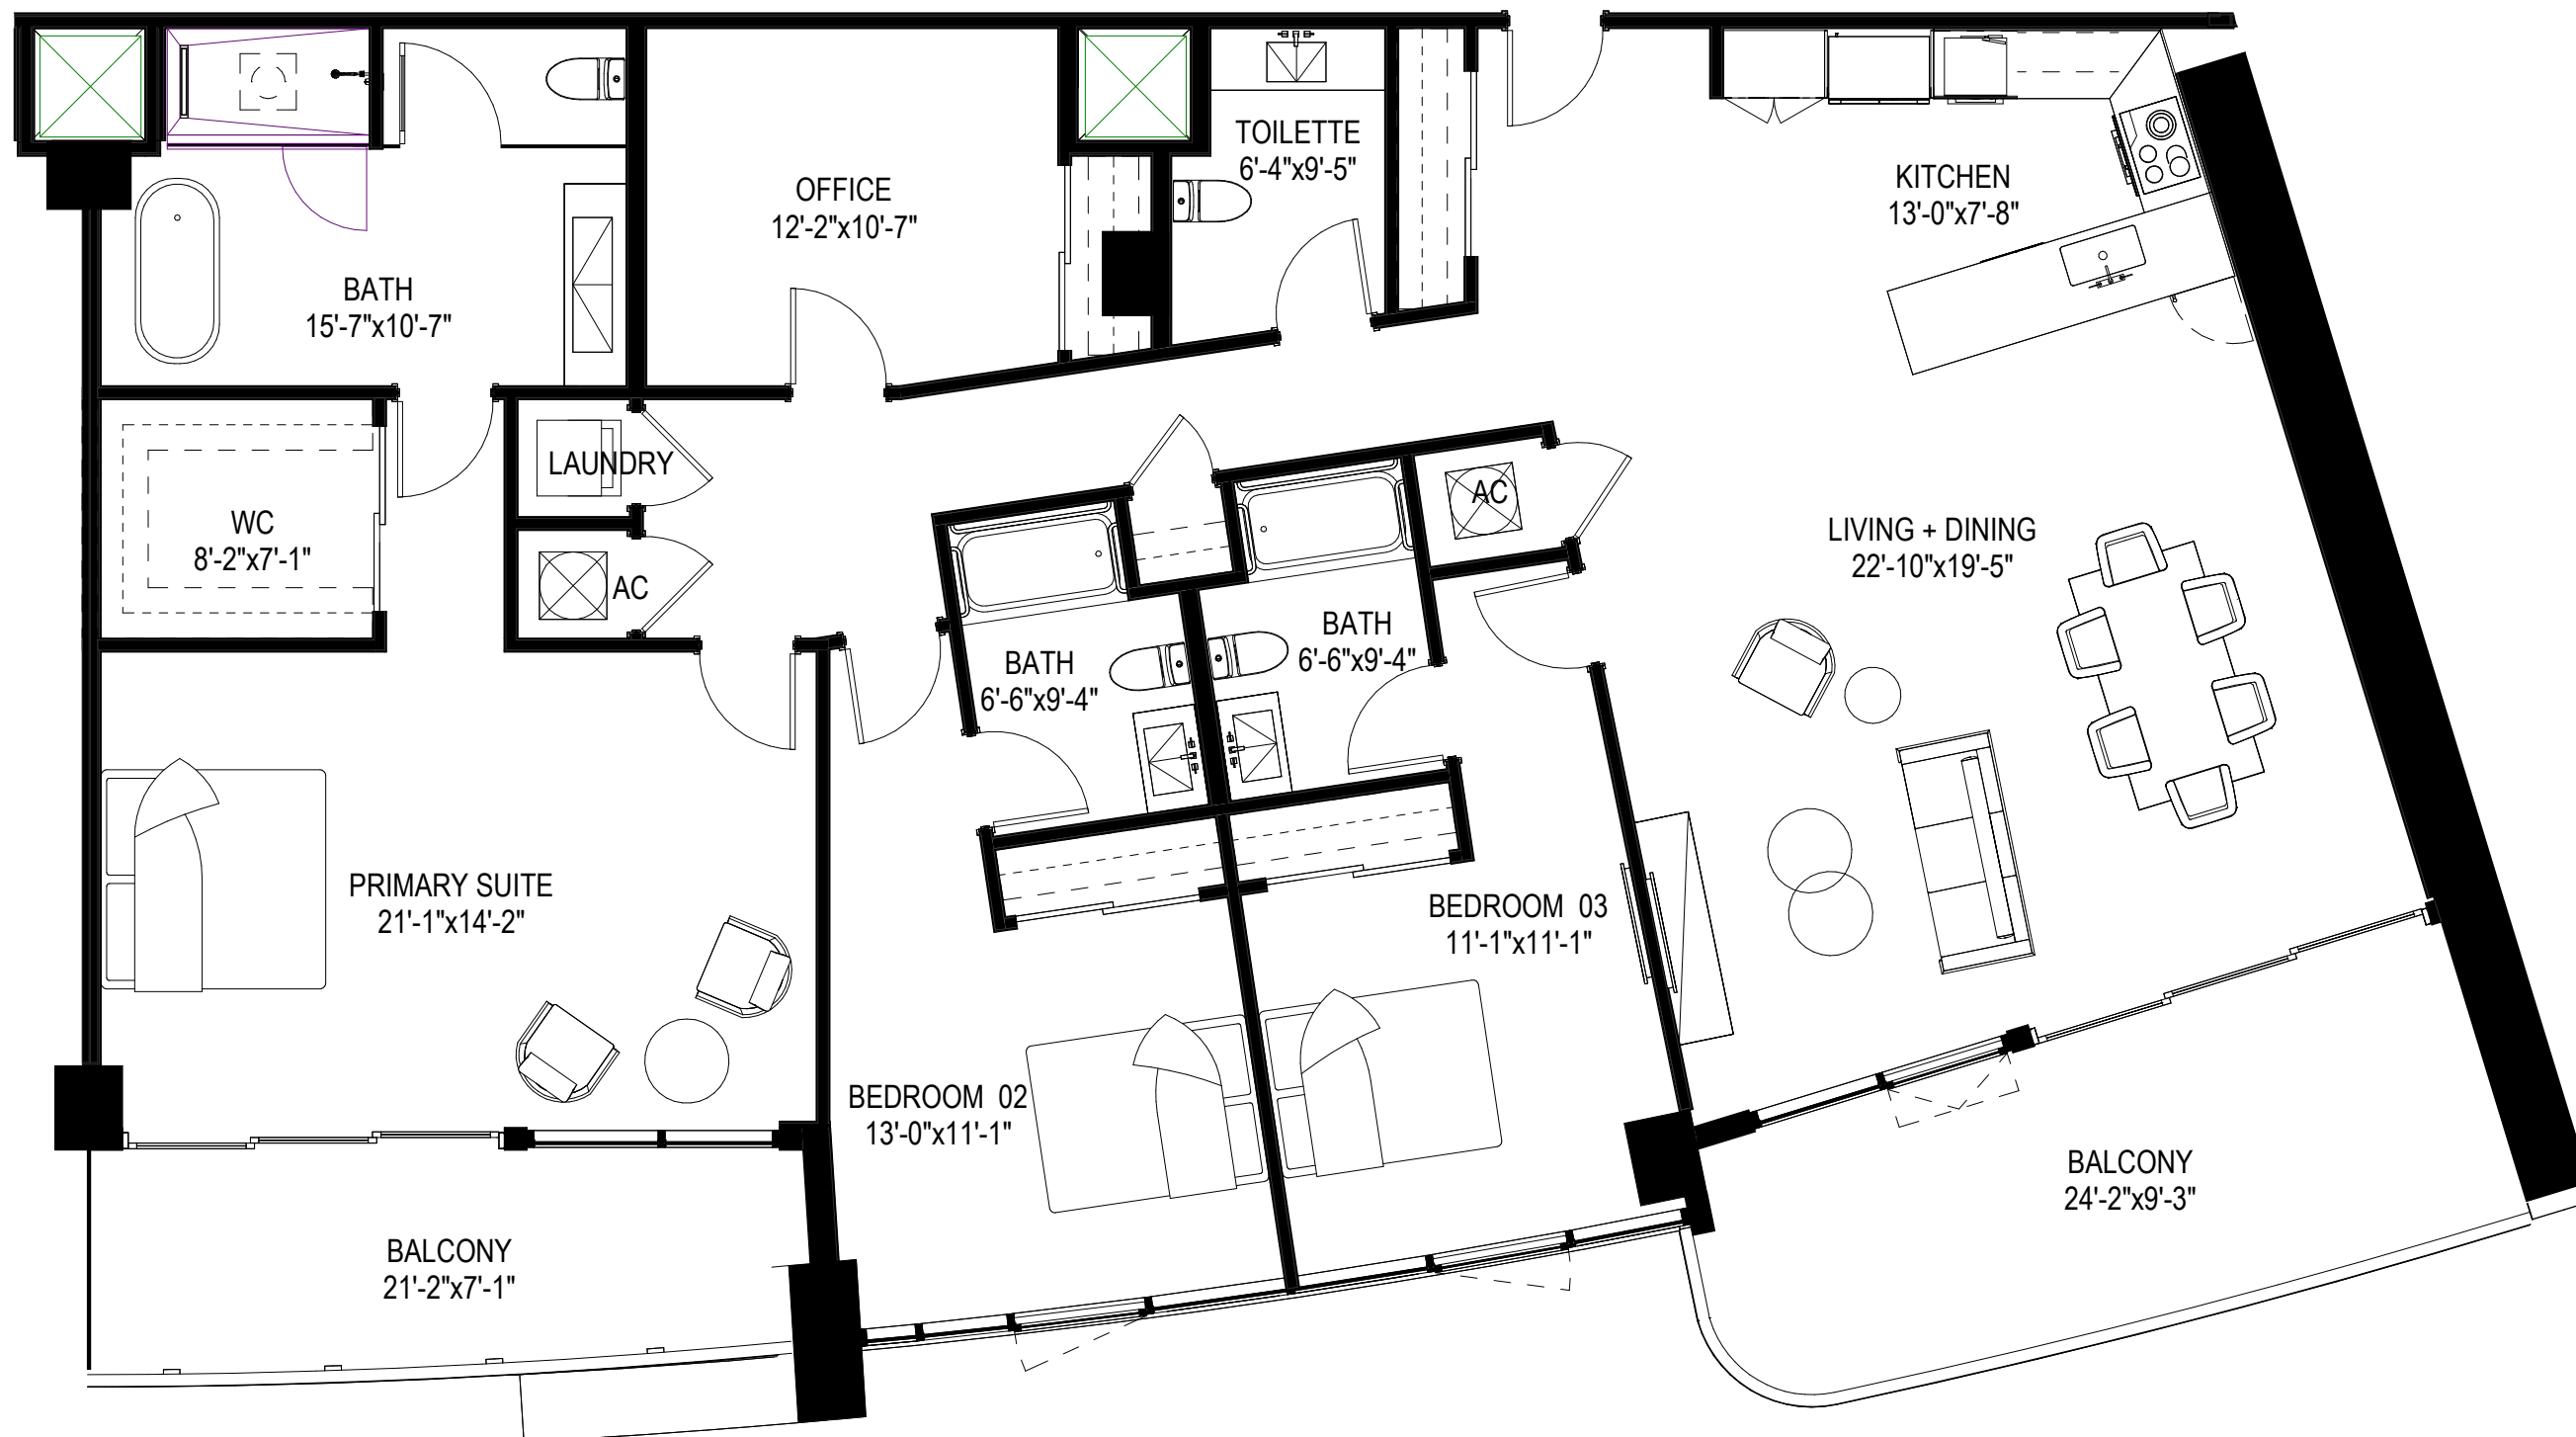 TOILETTE
6'-4"x9'-5"
KITCHEN
13'-0"x7'-8"
OFFICE
12'-2"x10'-7"
BATH
15'-7"x10'-7"
LAUNDRY
AC
WC
8'-2"x7'-1"
LIVING + DINING
22'-10"x19'-5"
AC
BATH
6'-6"x9'-4"
BATH
6'-6"x9'-4"
PRIMARY SUITE
21'-1"x14'-2"
BEDROOM 03
11'-1"x11'-1"
BEDROOM 02
13'-0"x11'-1"
BALCONY
24'-2"x9'-3"
BALCONY
21'-2"x7'-1"